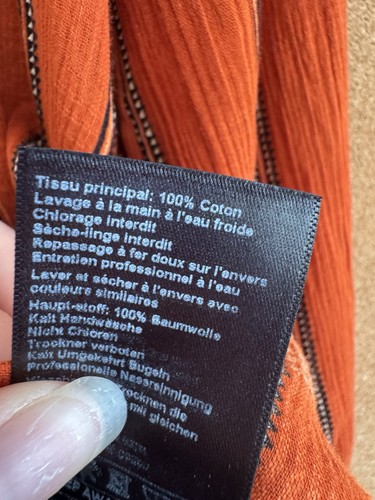 Tissu principal: 100% Coton
Lavage à la main à l'eau froide
Chlorage interdit
Sèche-linge interdit
Repassage à fer doux sur l'envers
Entretien professionnel à l'eau
Laver et sécher à l'envers avec
couleurs similaires
Haupt-stoff: 100% Baumwolle
Kalt Handwäsche
Nicht Chloren
Trockner verboten
Kalt Umgekehrt Bugeln
Professionelle Nassreinnigung
trocknen die
mit gleichen